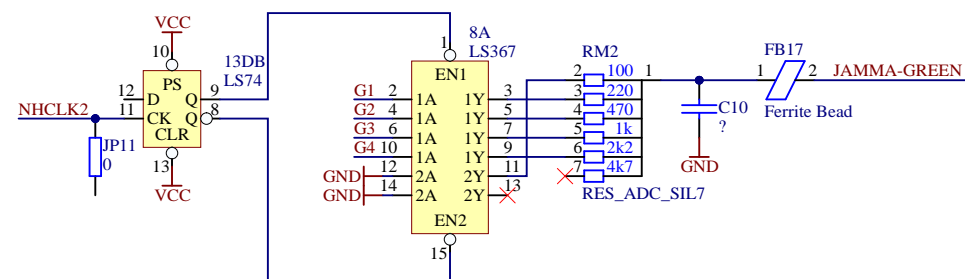 VCC
10
13DB
LS74
PS
12 D Q 9
NHCLK2 11 CK Q 8
CLR
JP11
0
13
VCC
8A
LS367
1
EN1
G1 2 1A 1Y 3
G2 4 1A 1Y 5
G3 6 1A 1Y 7
G4 10 1A 1Y 9
GND 12 2A 2Y 11
GND 14 2A 2Y 13
EN2
15
RM2
2 100 1
3 220
4 470
5 1k
6 2k2
7 4k7
RES_ADC_SIL7
C10
?
GND
FB17
1 2 JAMMA-GREEN
Ferrite Bead